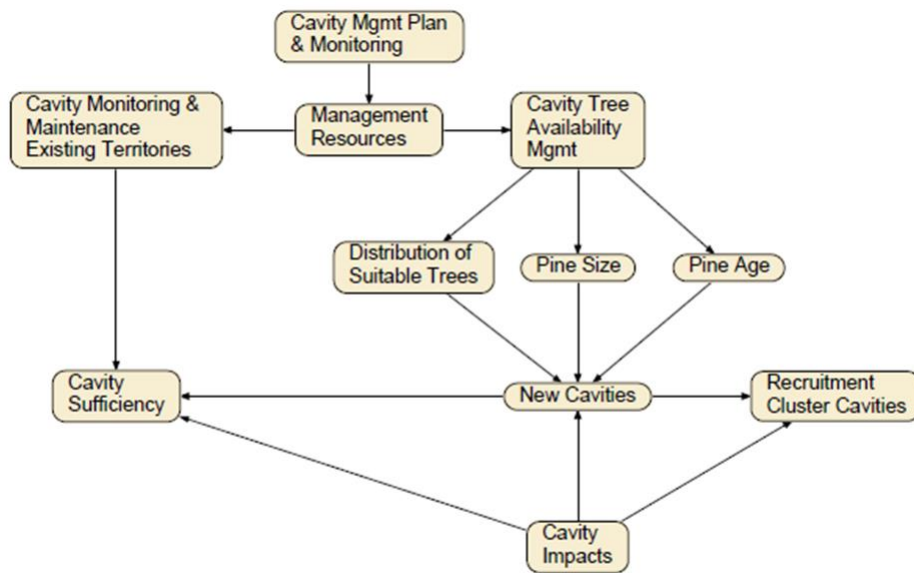 Cavity Mgmt Plan
& Monitoring
Cavity Monitoring &
Maintenance
Existing Territories
Management
Resources
Cavity Tree
Availability
Mgmt
Distribution of
Suitable Trees
Pine Size
Pine Age
Cavity
Sufficiency
New Cavities
Recruitment
Cluster Cavities
Cavity
Impacts